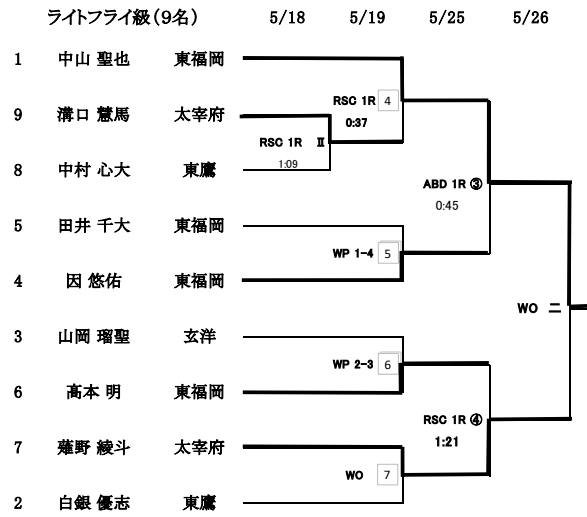 ライトフライ級(9名) 5/18 5/19 5/25 5/26
1 中山 聖也 東福岡
RSC 1R 4
9 溝口 慧馬 太宰府 0:37
RSC 1R Ⅱ
8 中村 心大 東鷹 1:09
ABD 1R ③
0:45
5 田井 千大 東福岡
WP 1-4 5
4 因 悠佑 東福岡
WO 二
3 山岡 瑠聖 玄洋
WP 2-3 6
6 髙本 明 東福岡
RSC 1R ④
1:21
7 薙野 綾斗 太宰府
WO 7
2 白銀 優志 東鷹